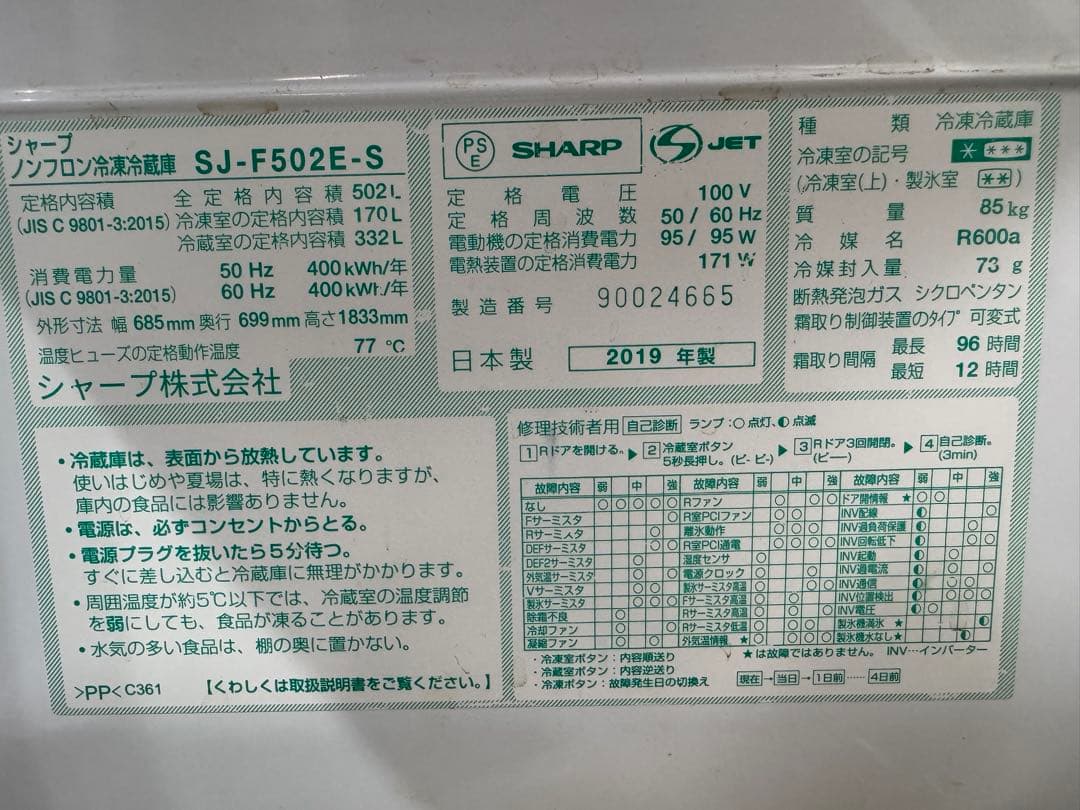 シャープ
ノンフロン冷凍冷蔵庫 SJ-F502E-S
定格内容積 全定格内容積 502L
(JIS C 9801-3:2015) 冷凍室の定格内容積 170L
冷蔵室の定格内容積 332L
消費電力量 50 Hz 400kWh/年
(JIS C 9801-3:2015) 60 Hz 400kWh/年
外形寸法 幅 685mm 奥行 699mm 高さ 1833mm
温度ヒューズの定格動作温度 77 ℃
シャープ株式会社
PS
E
SHARP
S JET
定格電圧 100 V
定格周波数 50/60 Hz
電動機の定格消費電力 95/95 W
電熱装置の定格消費電力 171 W
製造番号 90024665
日本製 2019 年製
種類 冷凍冷蔵庫
冷凍室の記号 * ***
(冷凍室(上)・製氷室 **)
質量 85kg
冷媒名 R600a
冷媒封入量 73 g
断熱発泡ガス シクロペンタン
霜取り制御装置のタイプ 可変式
霜取り間隔 最長 96 時間
最短 12 時間
・冷蔵庫は、表面から放熱しています。
使いはじめや夏場は、特に熱くなりますが、
庫内の食品には影響ありません。
・電源は、必ずコンセントからとる。
・電源プラグを抜いたら5分待つ。
すぐに差し込むと冷蔵庫に無理がかかります。
・周囲温度が約5℃以下では、冷蔵室の温度調節
を弱にしても、食品が凍ることがあります。
・水気の多い食品は、棚の奥に置かない。
>PP< C361 【くわしくは取扱説明書をご覧ください。】
修理技術者用 自己診断 ランプ:○ 点灯、◐ 点滅
1 Rドアを開ける。▶ 2 冷蔵室ボタン 5秒長押し。(ピーピー) ▶ 3 Rドア3回開閉。(ピー) ▶ 4 自己診断。(3min)
故障内容 弱 中 強 故障内容 弱 中 強 故障内容 弱 中 強
なし Rファン ドア開情報 ★
Fサーミスタ R室PCIファン INV配線
Rサーミスタ 離氷動作 INV過負荷保護
DEFサーミスタ R室PCI通電 INV回転低下
DEF2サーミスタ 湿度センサ INV起動
外気温サーミスタ 電源クロック INV過電流
Vサーミスタ 製氷サーミスタ高温 INV通信
製氷サーミスタ Fサーミスタ高温 INV位置検出
除霜不良 Rサーミスタ高温 INV電圧
冷却ファン Rサーミスタ低温 製氷機満氷 ★
凝縮ファン 外気温情報 ★ 製氷機水なし★
★は故障ではありません。 INV…インバーター
・冷凍室ボタン:内容順送り
・冷蔵室ボタン:内容逆送り
・冷凍ボタン:故障発生日の切換え 現在→当日→1日前……4日前